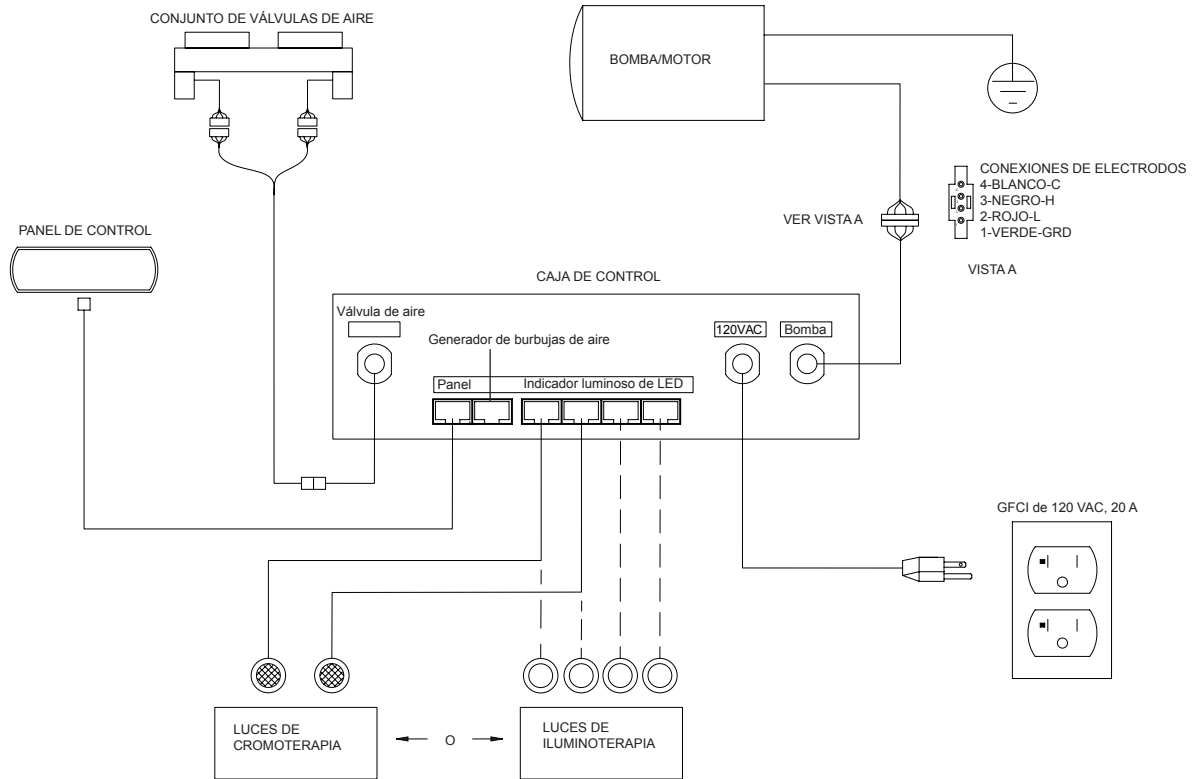 CONJUNTO DE VÁLVULAS DE AIRE
BOMBA/MOTOR
CONEXIONES DE ELECTRODOS
4-BLANCO-C
3-NEGRO-H
2-ROJO-L
1-VERDE-GRD
VER VISTA A
VISTA A
PANEL DE CONTROL
CAJA DE CONTROL
Válvula de aire
Generador de burbujas de aire
120VAC
Bomba
Panel
Indicador luminoso de LED
GFCI de 120 VAC, 20 A
LUCES DE
CROMOTERAPIA
O
LUCES DE
ILUMINOTERAPIA